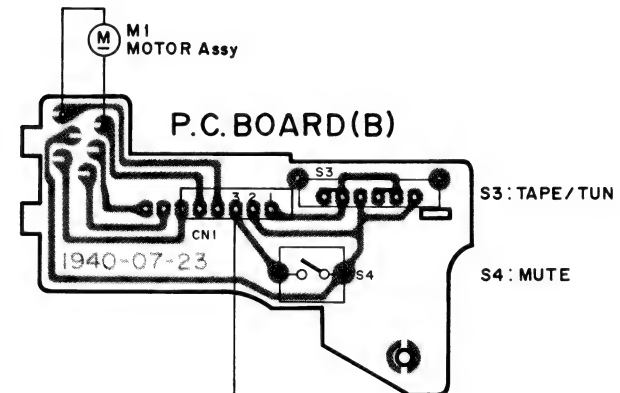 M M1
MOTOR Assy
P.C. BOARD(B)
S3
S3:TAPE/TUN
3 2 1
CN1
1940-07-23
S4
S4:MUTE